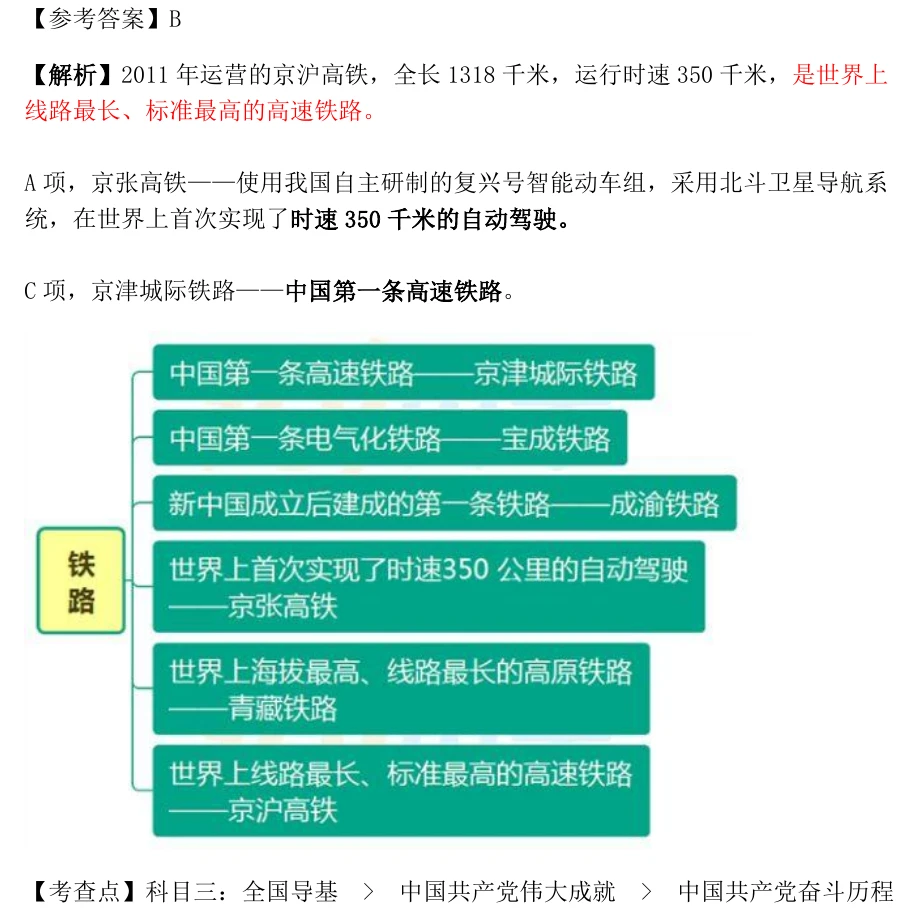 【参考答案】B
【解析】2011 年运营的京沪高铁，全长 1318 千米，运行时速 350 千米，是世界上
线路最长、标准最高的高速铁路。
A 项，京张高铁——使用我国自主研制的复兴号智能动车组，采用北斗卫星导航系
统，在世界上首次实现了时速 350 千米的自动驾驶。
C 项，京津城际铁路——中国第一条高速铁路。
铁
路
中国第一条高速铁路——京津城际铁路
中国第一条电气化铁路——宝成铁路
新中国成立后建成的第一条铁路——成渝铁路
世界上首次实现了时速350 公里的自动驾驶
——京张高铁
世界上海拔最高、线路最长的高原铁路
——青藏铁路
世界上线路最长、标准最高的高速铁路
——京沪高铁
【考查点】科目三：全国导基 > 中国共产党伟大成就 > 中国共产党奋斗历程